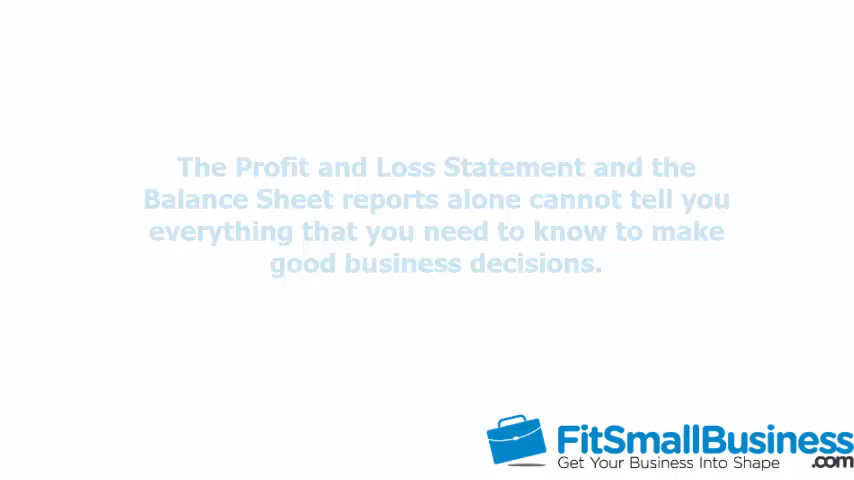 The Profit and Loss Statement and the
Balance Sheet reports alone cannot tell you
everything that you need to know to make
good business decisions.
FitSmallBusiness
.com
Get Your Business Into Shape